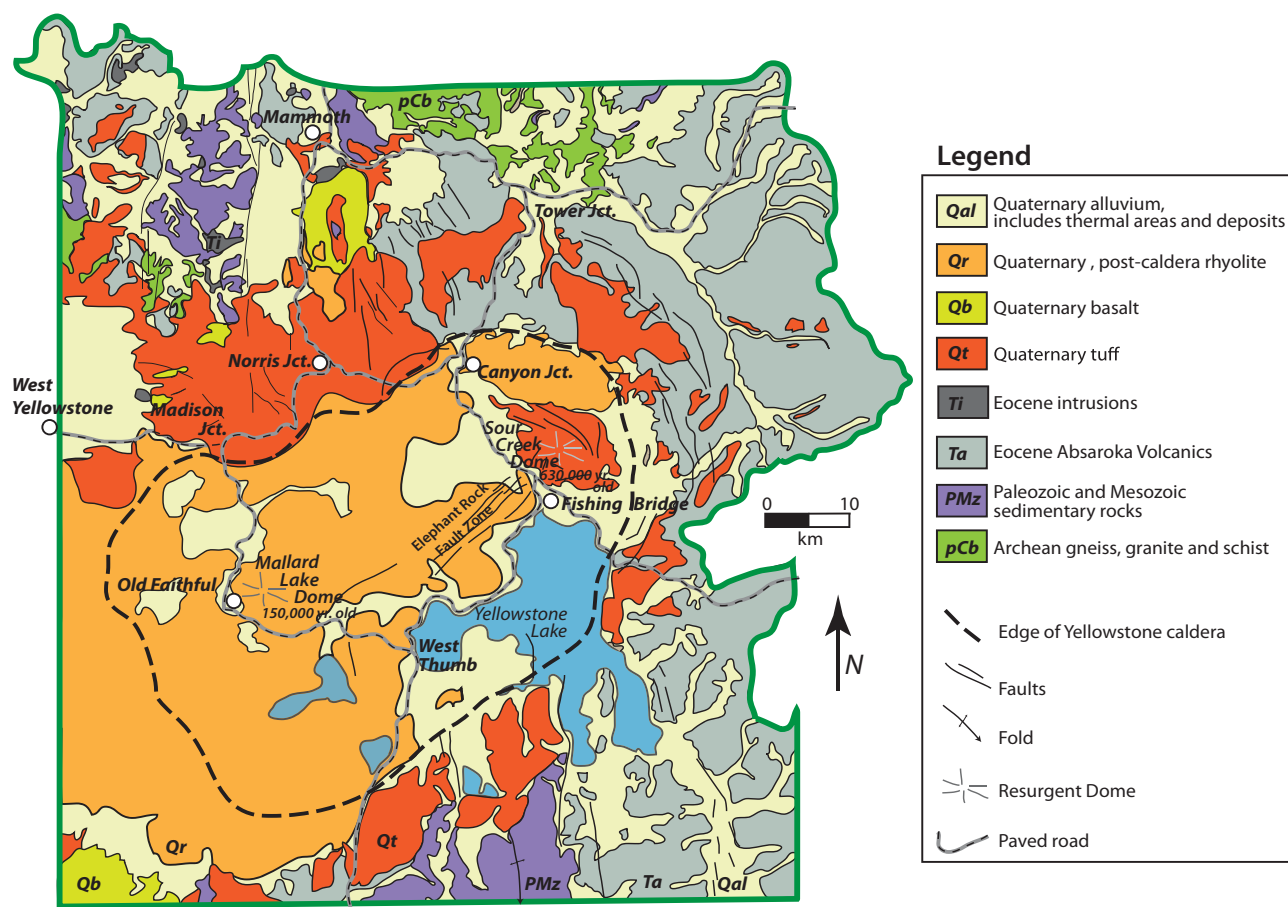 pCb
Mammoth
Tower Jct.
Ti
Norris Jct.
Canyon Jct.
West
Yellowstone
Madison
Jct.
Sour
Creek
Dome
630,000 yr.
old
Elephant Rock
Fault Zone
Fishing Bridge
Old Faithful
Mallard
Lake
Dome
150,000 yr. old
Yellowstone
Lake
West
Thumb
0 10
km
N
Qr
Qb
Qt
PMz
Ta
Qal
Legend
Qal Quaternary alluvium,
includes thermal areas and deposits
Qr Quaternary , post-caldera rhyolite
Qb Quaternary basalt
Qt Quaternary tuff
Ti Eocene intrusions
Ta Eocene Absaroka Volcanics
PMz Paleozoic and Mesozoic
sedimentary rocks
pCb Archean gneiss, granite and schist
Edge of Yellowstone caldera
Faults
Fold
Resurgent Dome
Paved road